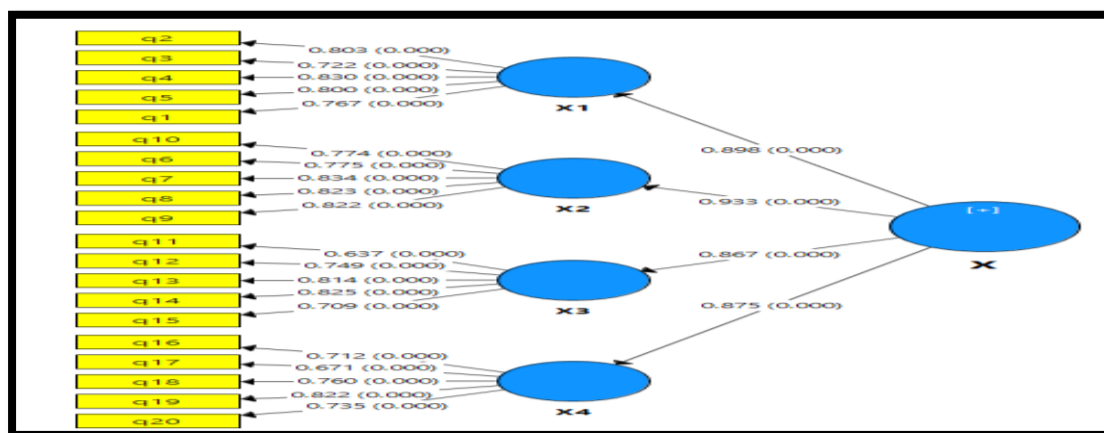 q2
q3
q4
q5
q1
0.803 (0.000)
0.722 (0.000)
0.830 (0.000)
0.800 (0.000)
0.767 (0.000)
X1
q10
q6
q7
q8
q9
0.774 (0.000)
0.775 (0.000)
0.834 (0.000)
0.823 (0.000)
0.822 (0.000)
X2
q11
q12
q13
q14
q15
0.637 (0.000)
0.749 (0.000)
0.814 (0.000)
0.825 (0.000)
0.709 (0.000)
X3
q16
q17
q18
q19
q20
0.712 (0.000)
0.671 (0.000)
0.760 (0.000)
0.822 (0.000)
0.735 (0.000)
X4
0.898 (0.000)
0.933 (0.000)
0.867 (0.000)
0.875 (0.000)
[+]
X